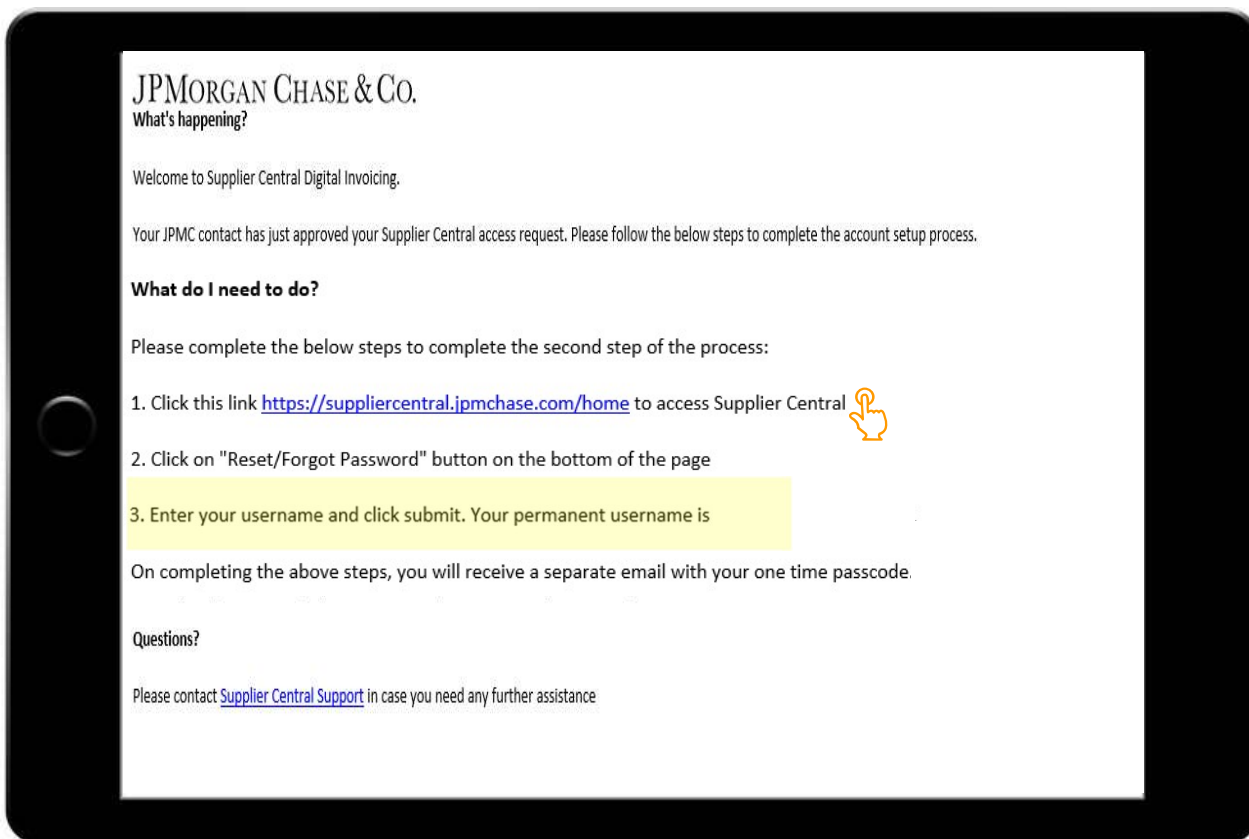 JPMORGAN CHASE & CO.
What's happening?
Welcome to Supplier Central Digital Invoicing.
Your JPMC contact has just approved your Supplier Central access request. Please follow the below steps to complete the account setup process.
What do I need to do?
Please complete the below steps to complete the second step of the process:
1. Click this link https://suppliercentral.jpmchase.com/home to access Supplier Central
2. Click on "Reset/Forgot Password" button on the bottom of the page
3. Enter your username and click submit. Your permanent username is
On completing the above steps, you will receive a separate email with your one time passcode.
Questions?
Please contact Supplier Central Support in case you need any further assistance